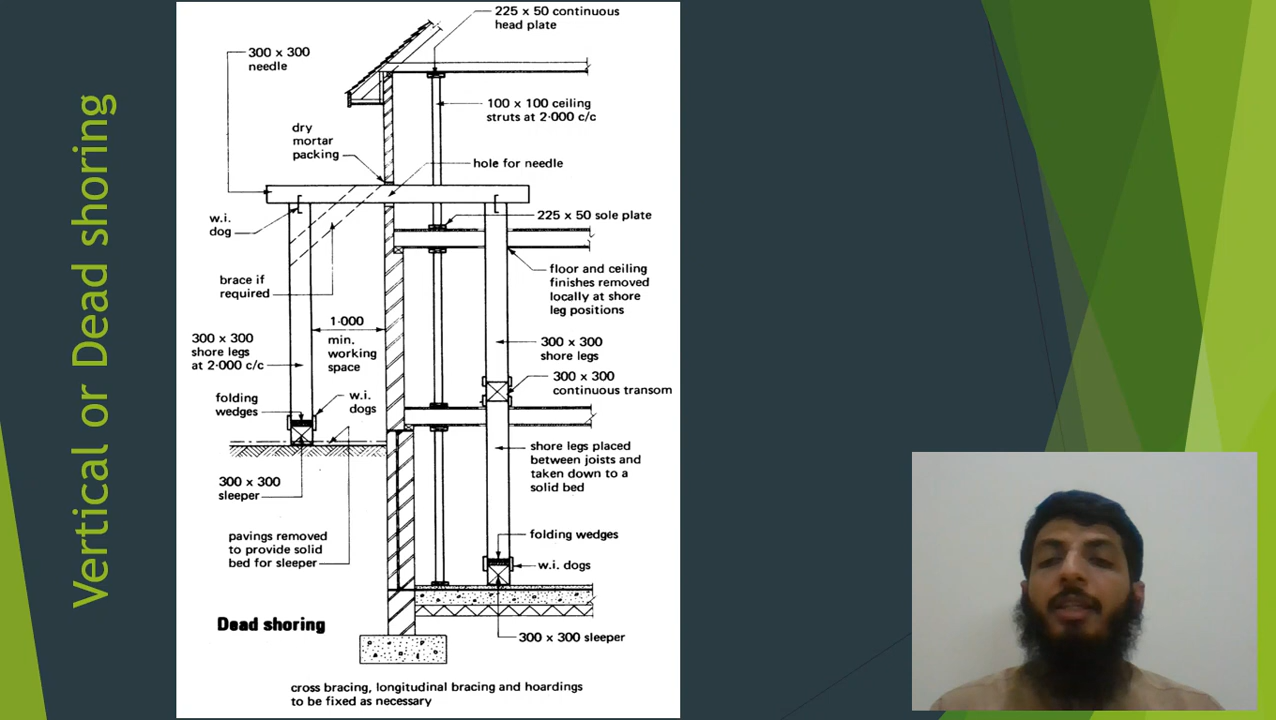 Vertical or Dead shoring
225 x 50 continuous
head plate
300 x 300
needle
100 x 100 ceiling
struts at 2·000 c/c
dry
mortar
packing
hole for needle
w.i.
dog
225 x 50 sole plate
brace if
required
floor and ceiling
finishes removed
locally at shore
leg positions
1·000
min.
working
space
300 x 300
shore legs
at 2·000 c/c
300 x 300
shore legs
300 x 300
continuous transom
folding
wedges
w.i.
dogs
shore legs placed
between joists and
taken down to a
solid bed
300 x 300
sleeper
pavings removed
to provide solid
bed for sleeper
folding wedges
w.i. dogs
Dead shoring
300 x 300 sleeper
cross bracing, longitudinal bracing and hoardings
to be fixed as necessary